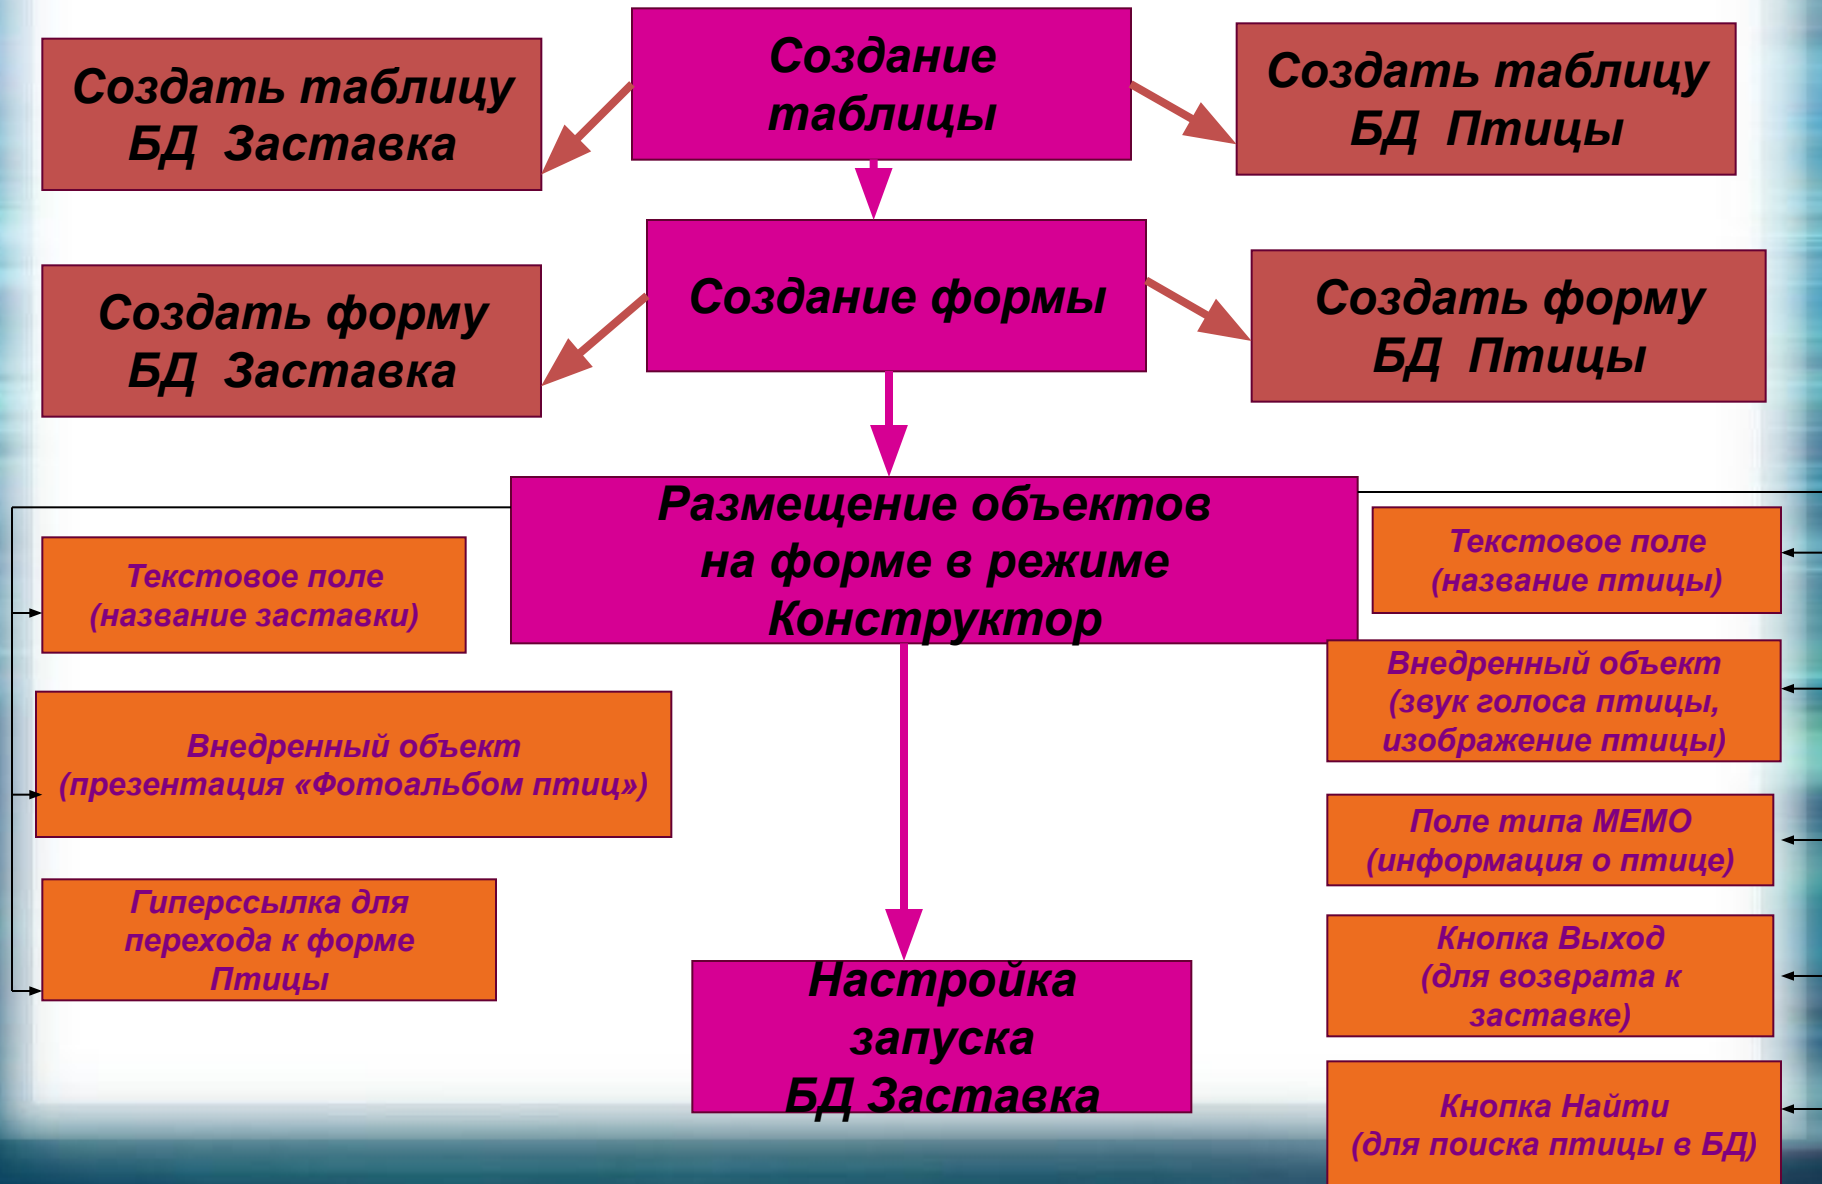 Создание
таблицы
Создать таблицу
БД Заставка
Создать таблицу
БД Птицы
Создание формы
Создать форму
БД Заставка
Создать форму
БД Птицы
Размещение объектов
на форме в режиме
Конструктор
Текстовое поле
(название заставки)
Внедренный объект
(презентация «Фотоальбом птиц»)
Гиперссылка для
перехода к форме
Птицы
Текстовое поле
(название птицы)
Внедренный объект
(звук голоса птицы,
изображение птицы)
Поле типа МЕМО
(информация о птице)
Кнопка Выход
(для возврата к
заставке)
Кнопка Найти
(для поиска птицы в БД)
Настройка
запуска
БД Заставка